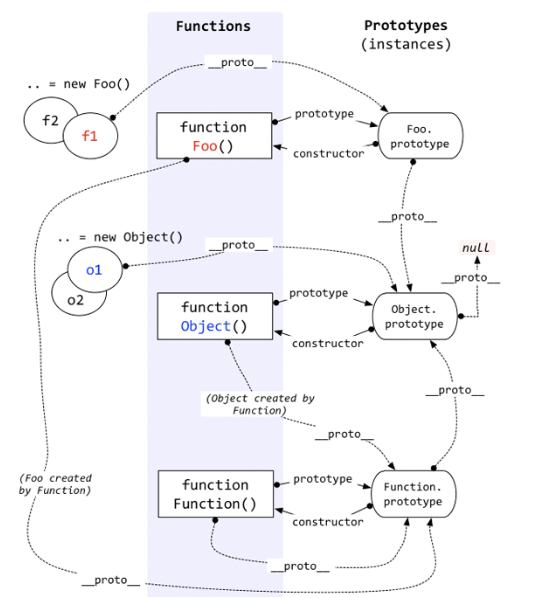 Functions
Prototypes
(instances)
__proto__
.. = new Foo()
f2
f1
function
Foo()
prototype
constructor
Foo.
prototype
__proto__
.. = new Object()
__proto__
null
__proto__
o1
o2
function
Object()
prototype
constructor
Object.
prototype
(Object created by
Function)
__proto__
__proto__
(Foo created
by Function)
function
Function()
prototype
constructor
Function.
prototype
__proto__
__proto__